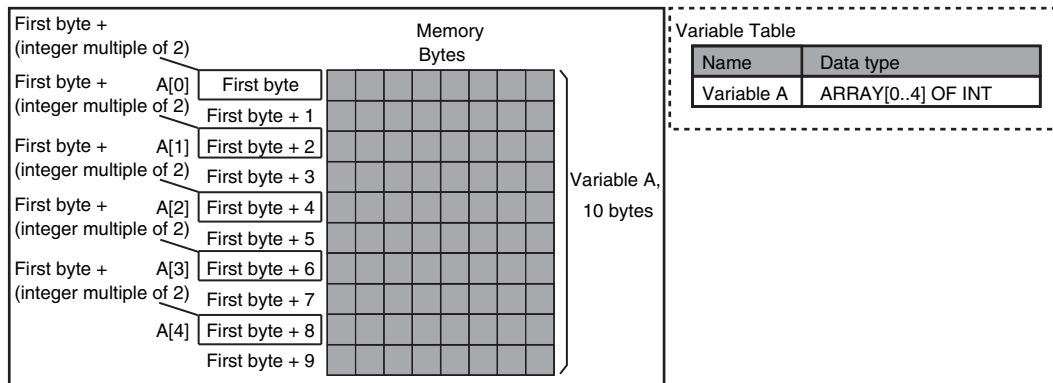 First byte +
(integer multiple of 2)
Memory
Bytes
First byte +
(integer multiple of 2)
A[0] First byte
First byte + 1
First byte +
(integer multiple of 2)
A[1] First byte + 2
First byte + 3
First byte +
(integer multiple of 2)
A[2] First byte + 4
First byte + 5
First byte +
(integer multiple of 2)
A[3] First byte + 6
First byte + 7
A[4] First byte + 8
First byte + 9
Variable A,
10 bytes
Variable Table
Name Data type
Variable A ARRAY[0..4] OF INT